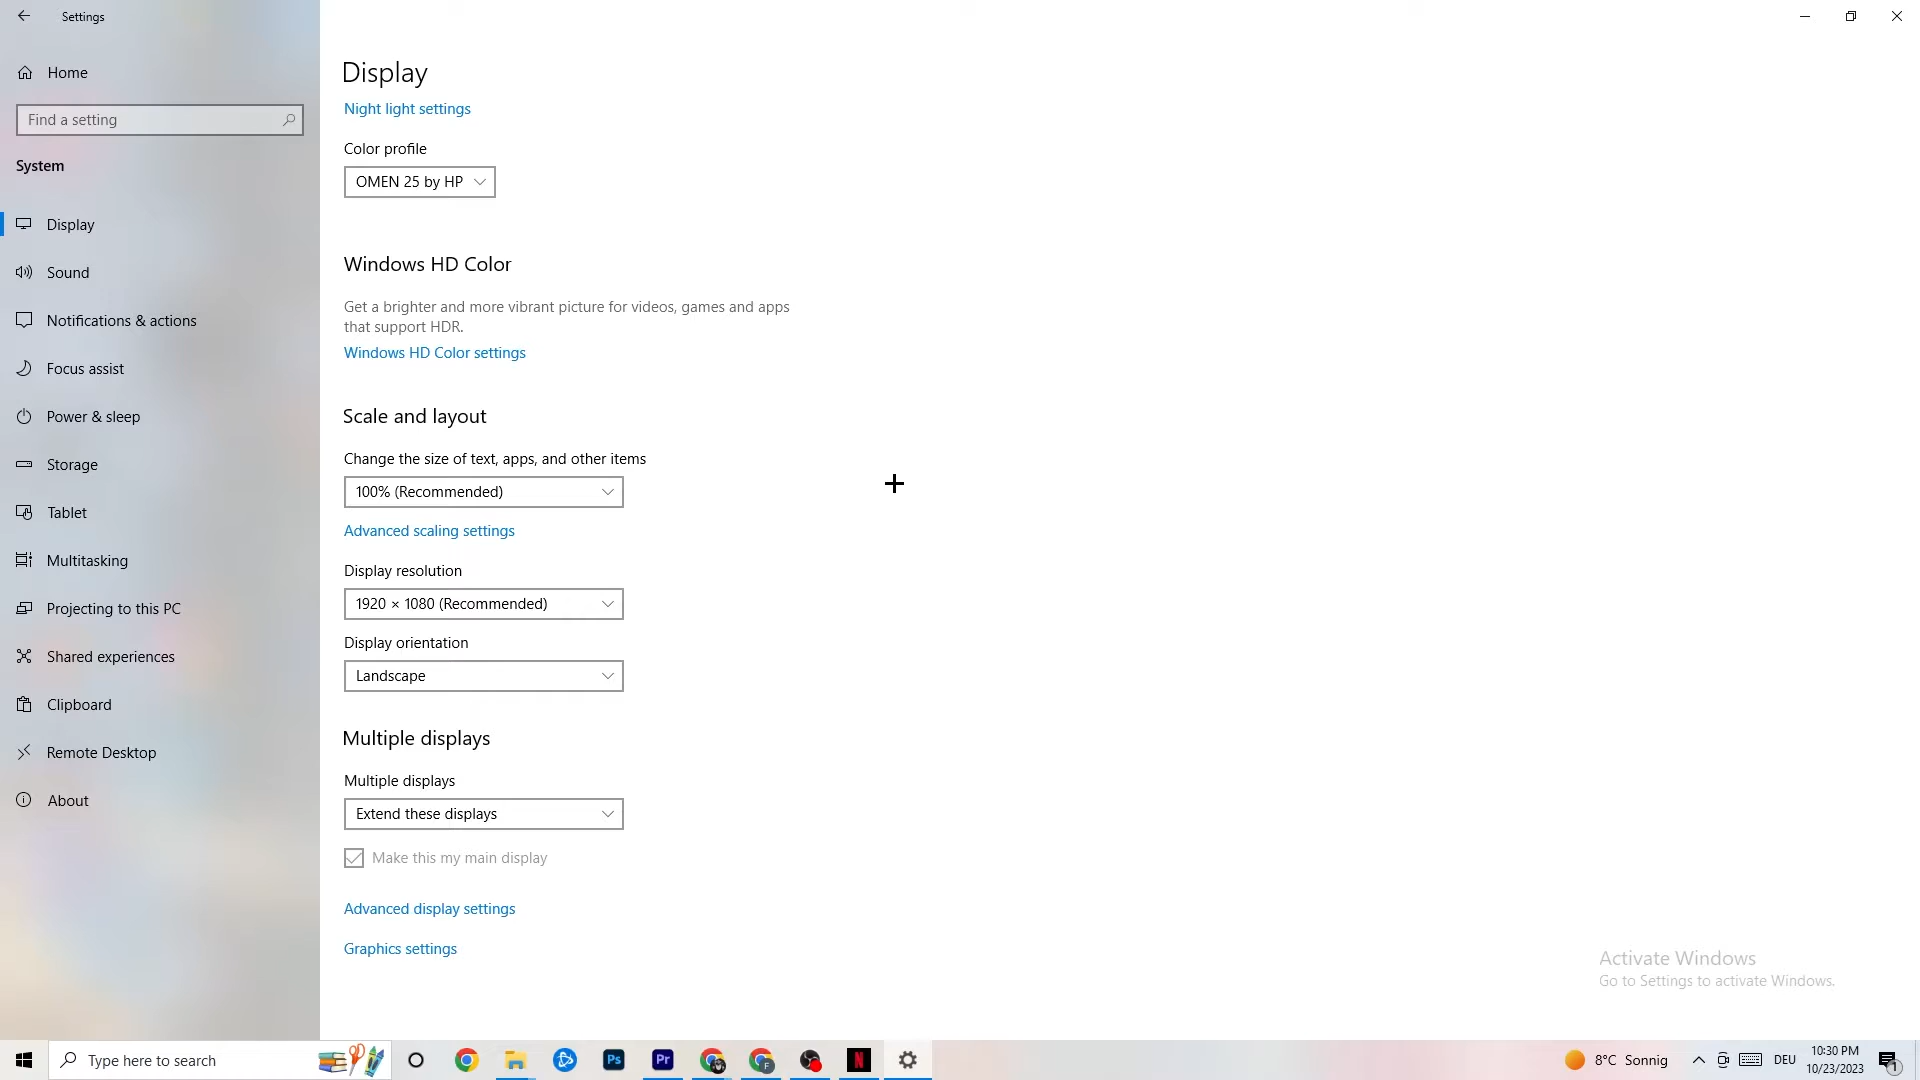 Settings
Home
Find a setting
System
Display
Sound
Notifications & actions
Focus assist
Power & sleep
Storage
Tablet
Multitasking
Projecting to this PC
Shared experiences
Clipboard
Remote Desktop
About
Display
Night light settings
Color profile
OMEN 25 by HP
Windows HD Color
Get a brighter and more vibrant picture for videos, games and apps
that support HDR.
Windows HD Color settings
Scale and layout
Change the size of text, apps, and other items
100% (Recommended)
Advanced scaling settings
Display resolution
1920 × 1080 (Recommended)
Display orientation
Landscape
Multiple displays
Multiple displays
Extend these displays
Make this my main display
Advanced display settings
Graphics settings
Activate Windows
Go to Settings to activate Windows.
Type here to search
Ps
Pr
F
N
8°C Sonnig
DEU
10:30 PM
10/23/2023
1